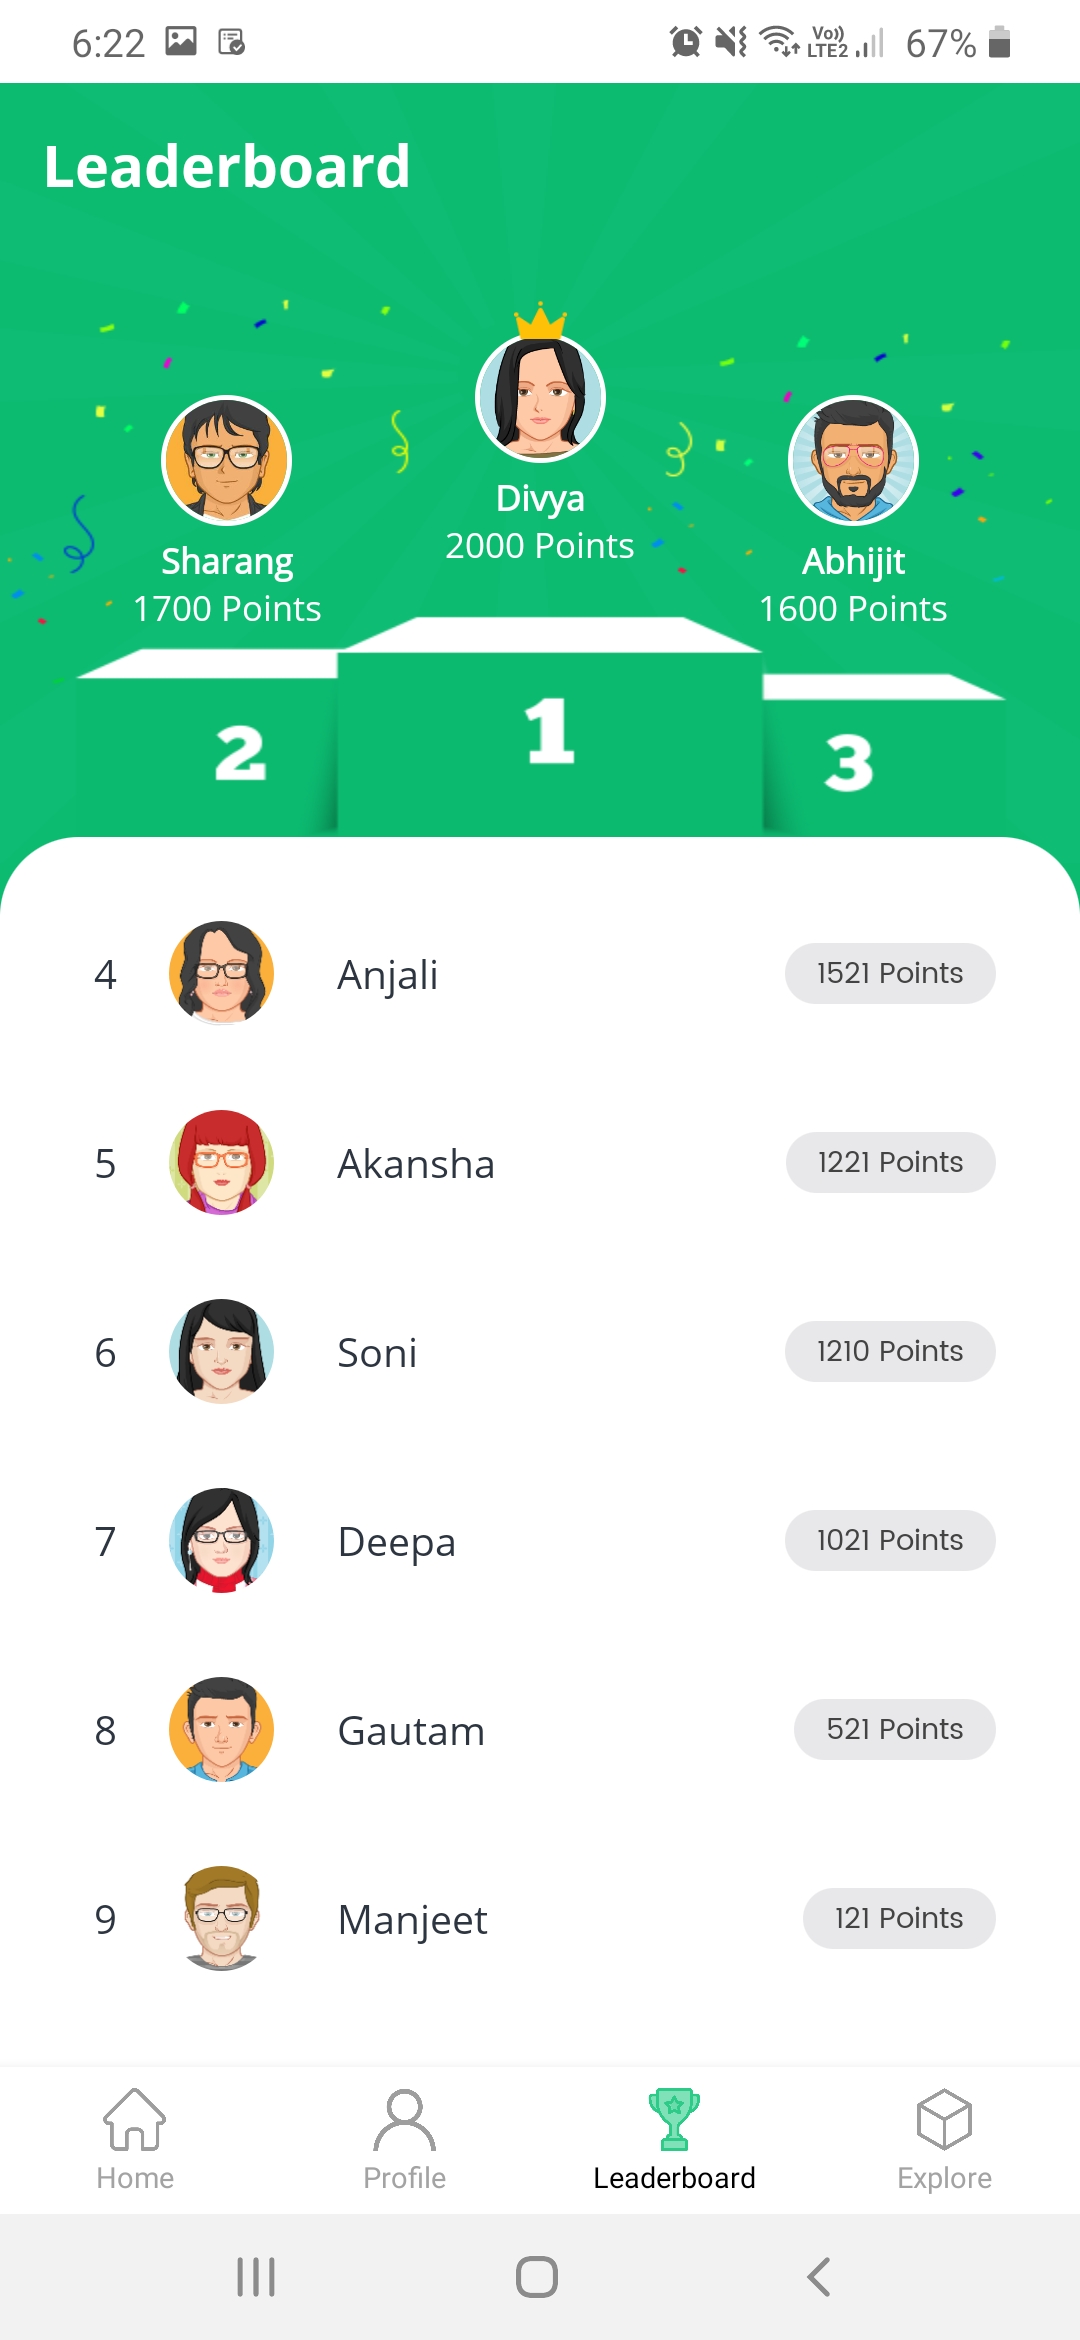 6:22 Vo)) LTE2 67%
Leaderboard
Divya
2000 Points
Sharang
1700 Points
Abhijit
1600 Points
2 1 3
4 Anjali 1521 Points
5 Akansha 1221 Points
6 Soni 1210 Points
7 Deepa 1021 Points
8 Gautam 521 Points
9 Manjeet 121 Points
Home Profile Leaderboard Explore